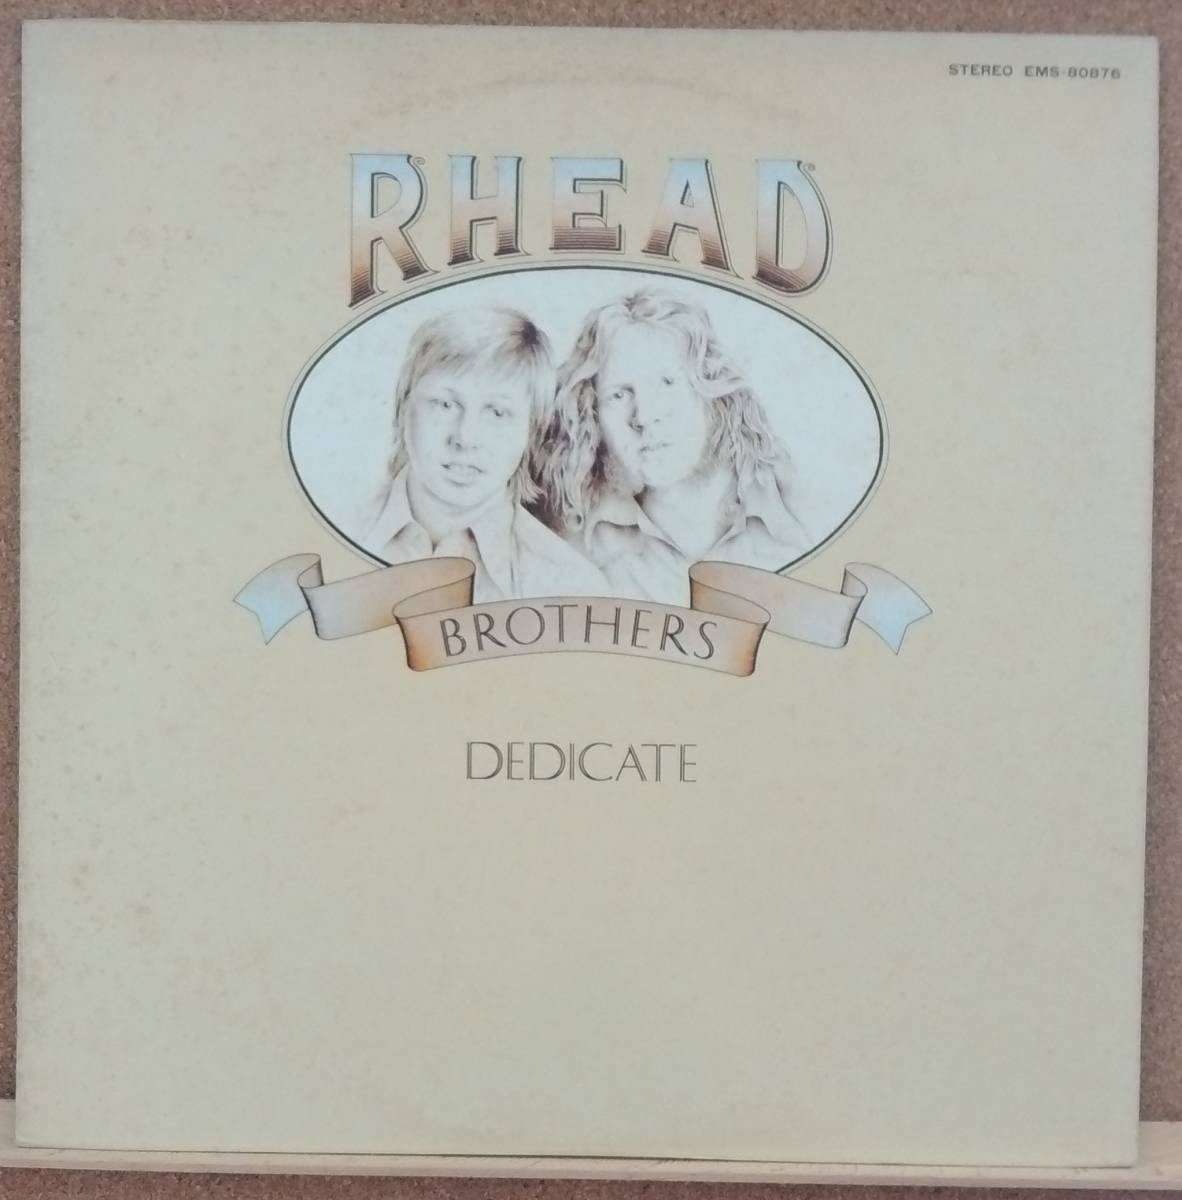 STEREO EMS-80876
RHEAD
BROTHERS
DEDICATE